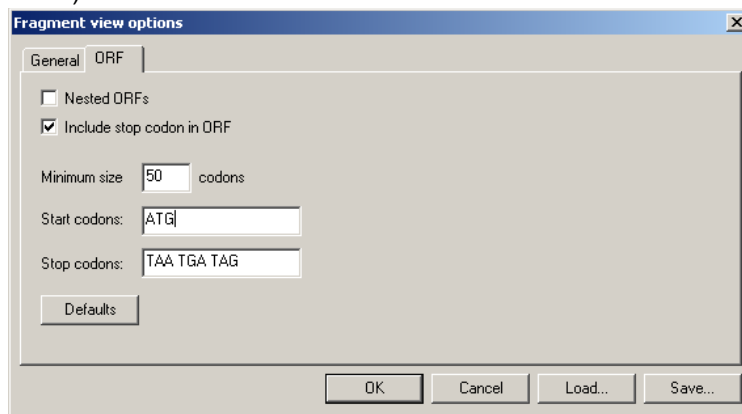 Fragment view options
General ORF
Nested ORFs
Include stop codon in ORF
Minimum size 50 codons
Start codons: ATG
Stop codons: TAA TGA TAG
Defaults
OK Cancel Load... Save...